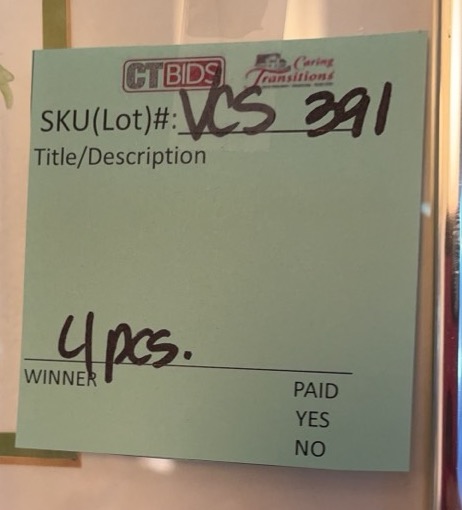 CTBIDS Caring Transitions
SKU(Lot)#: VCS 391
Title/Description
4 pcs.
WINNER
PAID
YES
NO